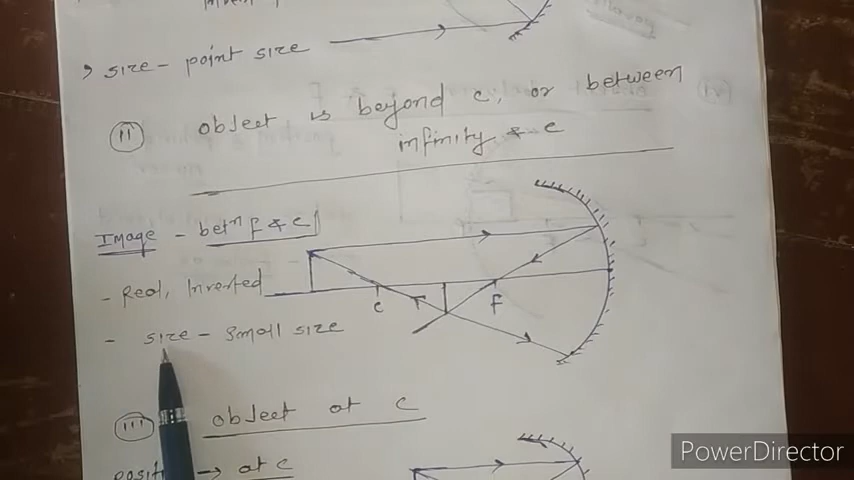 , size - point size
(ii) object is beyond c, or between
infinity & c
Image - betⁿ f & c
- Real, Inverted
c
f
- size - small size
(iii) object at c
→ at c
PowerDirector